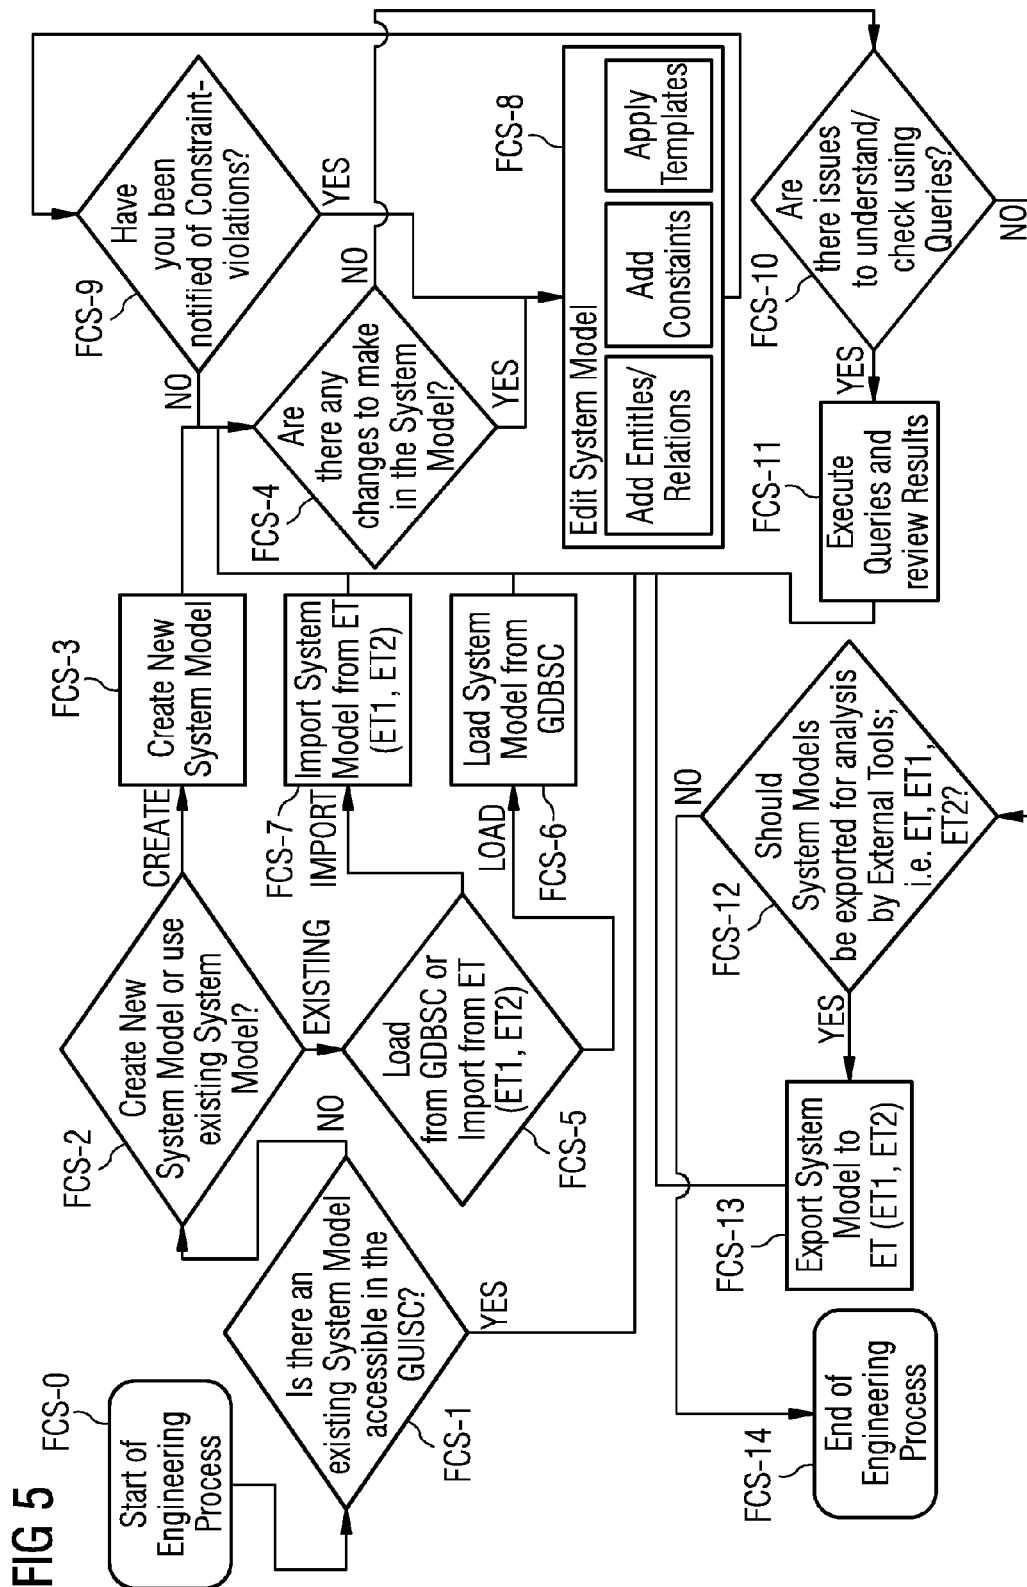 FIG 5
FCS-0
Start of
Engineering
Process
Is there an
existing System Model
accessible in the
GUISC?
FCS-1
NO
YES
FCS-2
Create New
System Model or use
existing System
Model?
CREATE
EXISTING
FCS-3
Create New
System Model
Load
from GDBSC or
Import from ET
(ET1, ET2)
FCS-5
FCS-7
IMPORT
Import System
Model from ET
(ET1, ET2)
LOAD
FCS-6
Load System
Model from
GDBSC
FCS-9
Have
you been
notified of Constraint-
violations?
NO
YES
FCS-4
Are
there any
changes to make
in the System
Model?
NO
YES
FCS-8
Edit System Model
Add Entitles/
Relations
Add
Constaints
Apply
Templates
FCS-10
Are
there issues
to understand/
check using
Queries?
YES
NO
FCS-11
Execute
Queries and
review Results
FCS-12
Should
System Models
be exported for analysis
by External Tools;
i.e. ET, ET1,
ET2?
NO
YES
FCS-13
Export System
Model to
ET (ET1, ET2)
FCS-14
End of
Engineering
Process